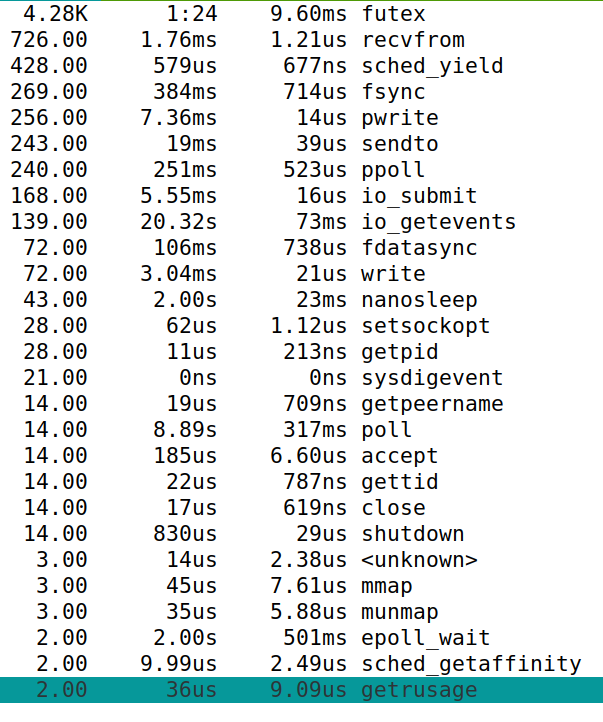 4.28K 1:24 9.60ms futex
726.00 1.76ms 1.21us recvfrom
428.00 579us 677ns sched_yield
269.00 384ms 714us fsync
256.00 7.36ms 14us pwrite
243.00 19ms 39us sendto
240.00 251ms 523us ppoll
168.00 5.55ms 16us io_submit
139.00 20.32s 73ms io_getevents
72.00 106ms 738us fdatasync
72.00 3.04ms 21us write
43.00 2.00s 23ms nanosleep
28.00 62us 1.12us setsockopt
28.00 11us 213ns getpid
21.00 0ns 0ns sysdigevent
14.00 19us 709ns getpeername
14.00 8.89s 317ms poll
14.00 185us 6.60us accept
14.00 22us 787ns gettid
14.00 17us 619ns close
14.00 830us 29us shutdown
3.00 14us 2.38us <unknown>
3.00 45us 7.61us mmap
3.00 35us 5.88us munmap
2.00 2.00s 501ms epoll_wait
2.00 9.99us 2.49us sched_getaffinity
2.00 36us 9.09us getrusage